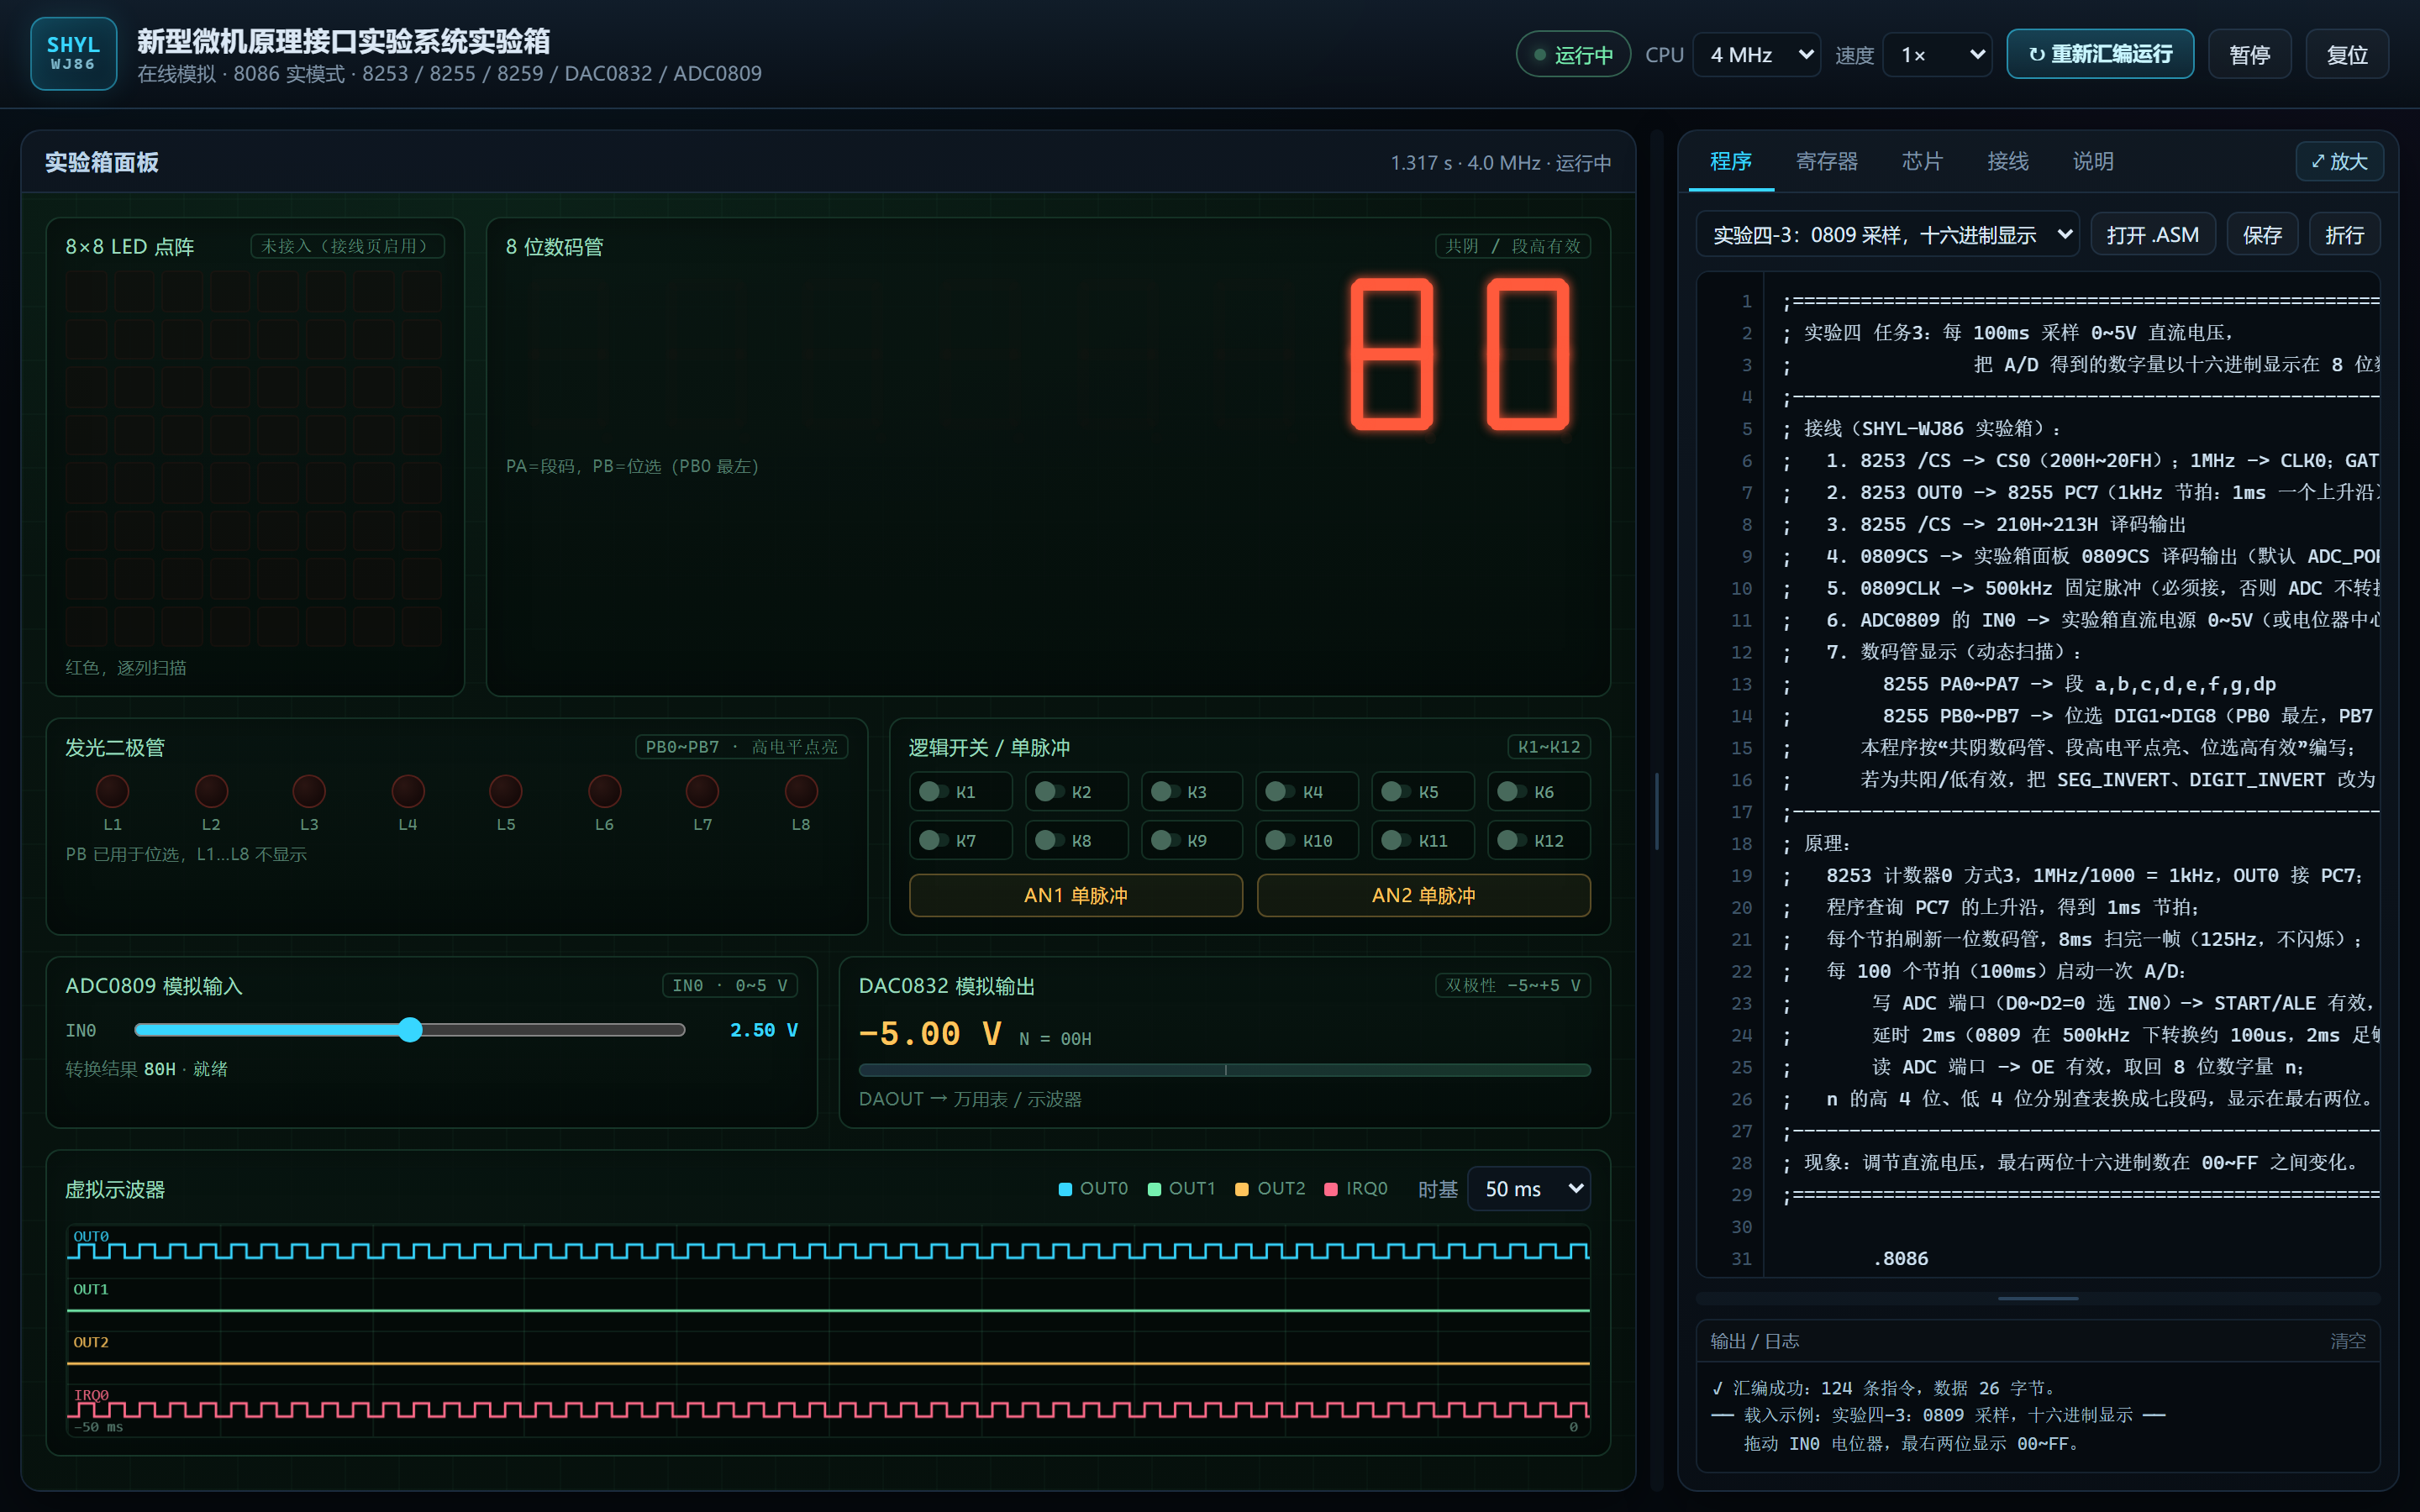 SHYL
WJ86
新型微机原理接口实验系统实验箱
在线模拟 · 8086 实模式 · 8253 / 8255 / 8259 / DAC0832 / ADC0809
运行中
CPU
4 MHz
速度
1×
↻ 重新汇编运行
暂停
复位
实验箱面板
1.317 s · 4.0 MHz · 运行中
8×8 LED 点阵
未接入（接线页启用）
红色，逐列扫描
8 位数码管
共阴 / 段高有效
80
PA=段码，PB=位选（PB0 最左）
发光二极管
PB0~PB7 · 高电平点亮
L1 L2 L3 L4 L5 L6 L7 L8
PB 已用于位选，L1…L8 不显示
逻辑开关 / 单脉冲
K1~K12
K1 K2 K3 K4 K5 K6
K7 K8 K9 K10 K11 K12
AN1 单脉冲
AN2 单脉冲
ADC0809 模拟输入
IN0 · 0~5 V
IN0
2.50 V
转换结果 80H · 就绪
DAC0832 模拟输出
双极性 −5~+5 V
−5.00 V N = 00H
DAOUT → 万用表 / 示波器
虚拟示波器
OUT0 OUT1 OUT2 IRQ0
时基
50 ms
OUT0
OUT1
OUT2
IRQ0
−50 ms
0
程序
寄存器
芯片
接线
说明
⤢ 放大
实验四-3：0809 采样，十六进制显示
打开 .ASM
保存
折行
1 ;====================================================
2 ; 实验四 任务3：每 100ms 采样 0~5V 直流电压，
3 ; 把 A/D 得到的数字量以十六进制显示在 8 位
4 ;----------------------------------------------------
5 ; 接线（SHYL-WJ86 实验箱）：
6 ; 1. 8253 /CS -> CS0（200H~20FH）；1MHz -> CLK0；GAT
7 ; 2. 8253 OUT0 -> 8255 PC7（1kHz 节拍：1ms 一个上升沿
8 ; 3. 8255 /CS -> 210H~213H 译码输出
9 ; 4. 0809CS -> 实验箱面板 0809CS 译码输出（默认 ADC_POR
10 ; 5. 0809CLK -> 500kHz 固定脉冲（必须接，否则 ADC 不转
11 ; 6. ADC0809 的 IN0 -> 实验箱直流电源 0~5V（或电位器中
12 ; 7. 数码管显示（动态扫描）：
13 ; 8255 PA0~PA7 -> 段 a,b,c,d,e,f,g,dp
14 ; 8255 PB0~PB7 -> 位选 DIG1~DIG8（PB0 最左，PB7
15 ; 本程序按“共阴数码管、段高电平点亮、位选高有效”编写；
16 ; 若为共阳/低有效，把 SEG_INVERT、DIGIT_INVERT 改为
17 ;----------------------------------------------------
18 ; 原理：
19 ; 8253 计数器0 方式3，1MHz/1000 = 1kHz，OUT0 接 PC7；
20 ; 程序查询 PC7 的上升沿，得到 1ms 节拍；
21 ; 每个节拍刷新一位数码管，8ms 扫完一帧（125Hz，不闪烁）；
22 ; 每 100 个节拍（100ms）启动一次 A/D：
23 ; 写 ADC 端口（D0~D2=0 选 IN0）-> START/ALE 有效，
24 ; 延时 2ms（0809 在 500kHz 下转换约 100us，2ms 足
25 ; 读 ADC 端口 -> OE 有效，取回 8 位数字量 n；
26 ; n 的高 4 位、低 4 位分别查表换成七段码，显示在最右两位。
27 ;----------------------------------------------------
28 ; 现象：调节直流电压，最右两位十六进制数在 00~FF 之间变化。
29 ;====================================================
30
31 .8086
输出 / 日志
清空
✓ 汇编成功：124 条指令，数据 26 字节。
── 载入示例：实验四-3：0809 采样，十六进制显示 ──
拖动 IN0 电位器，最右两位显示 00~FF。